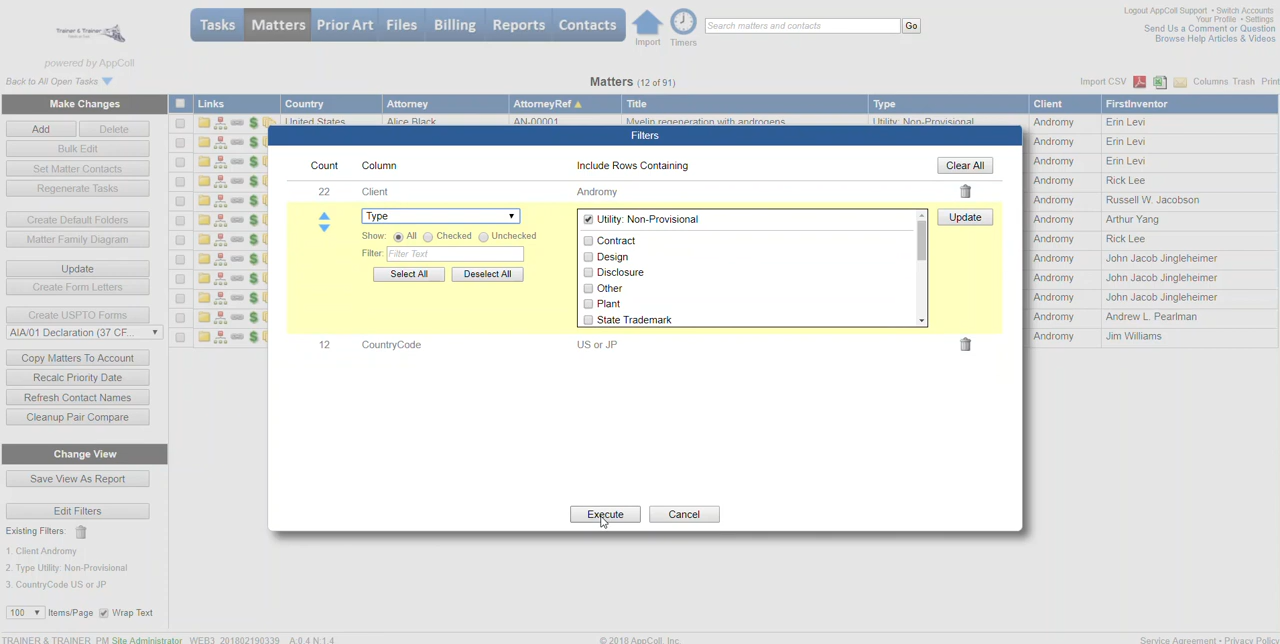 Trainer & Trainer
powered by AppColl
Tasks Matters Prior Art Files Billing Reports Contacts
Import Timers
Search matters and contacts Go
Logout AppColl Support • Switch Accounts
Your Profile • Settings
Send Us a Comment or Question
Browse Help Articles & Videos
Back to All Open Tasks
Matters (12 of 91)
Import CSV Columns Trash Print
Make Changes
Add Delete
Bulk Edit
Set Matter Contacts
Regenerate Tasks
Create Default Folders
Matter Family Diagram
Update
Create Form Letters
Create USPTO Forms
AIA/01 Declaration (37 CF...
Copy Matters To Account
Recalc Priority Date
Refresh Contact Names
Cleanup Pair Compare
Change View
Save View As Report
Edit Filters
Existing Filters:
1. Client Andromy
2. Type Utility: Non-Provisional
3. CountryCode US or JP
100 Items/Page Wrap Text
Links Country Attorney AttorneyRef Title Type Client FirstInventor
United States Alice Black AN-00001 Myelin regeneration with androgens Utility: Non-Provisional Andromy Erin Levi
Andromy Erin Levi
Andromy Erin Levi
Andromy Rick Lee
Andromy Russell W. Jacobson
Andromy Arthur Yang
Andromy Rick Lee
Andromy John Jacob Jingleheimer
Andromy John Jacob Jingleheimer
Andromy John Jacob Jingleheimer
Andromy Andrew L. Pearlman
Andromy Jim Williams
Filters
Count Column Include Rows Containing Clear All
22 Client Andromy
Type Utility: Non-Provisional Update
Show: All Checked Unchecked
Filter: Filter Text
Select All Deselect All
Contract
Design
Disclosure
Other
Plant
State Trademark
12 CountryCode US or JP
Execute Cancel
TRAINER & TRAINER PM Site Administrator WEB3_201802190339 A:0.4 N:1.4
© 2018 AppColl, Inc.
Service Agreement • Privacy Policy